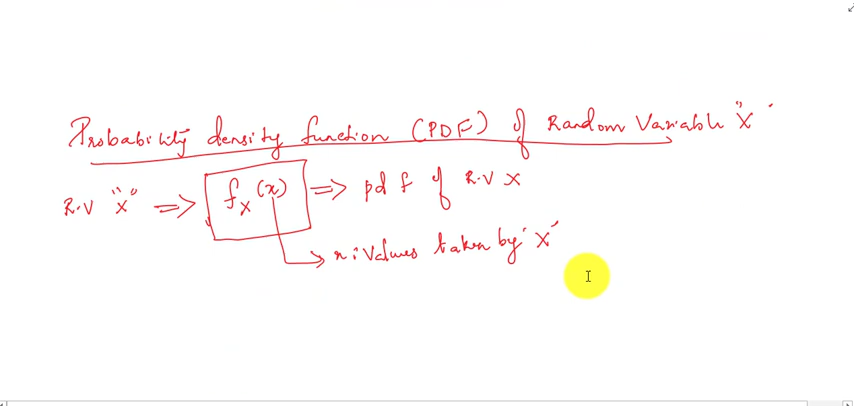 Probability density function (PDF) of Random Variable "X"
R.V "X" ⇒ f_X(x) ⇒ pdf of R.V X
x: Values taken by "X"